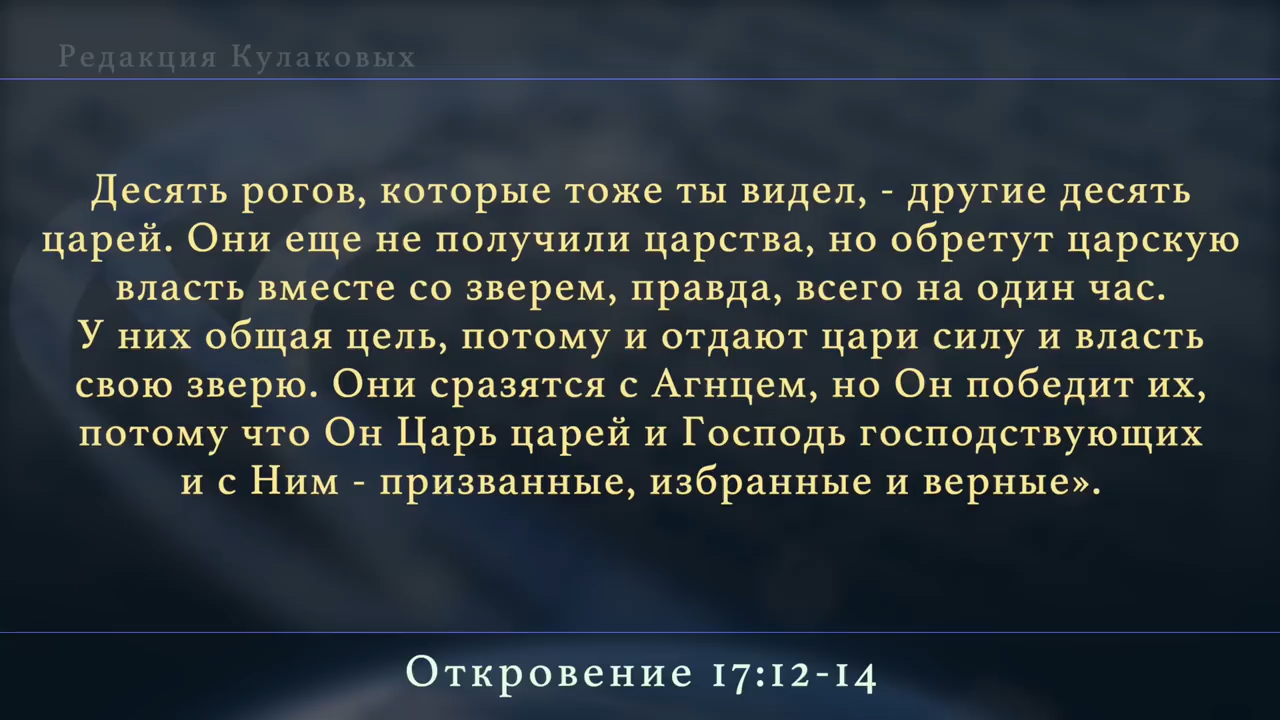 Редакция Кулаковых
Десять рогов, которые тоже ты видел, - другие десять
царей. Они еще не получили царства, но обретут царскую
власть вместе со зверем, правда, всего на один час.
У них общая цель, потому и отдают цари силу и власть
свою зверю. Они сразятся с Агнцем, но Он победит их,
потому что Он Царь царей и Господь господствующих
и с Ним - призванные, избранные и верные».
Откровение 17:12-14